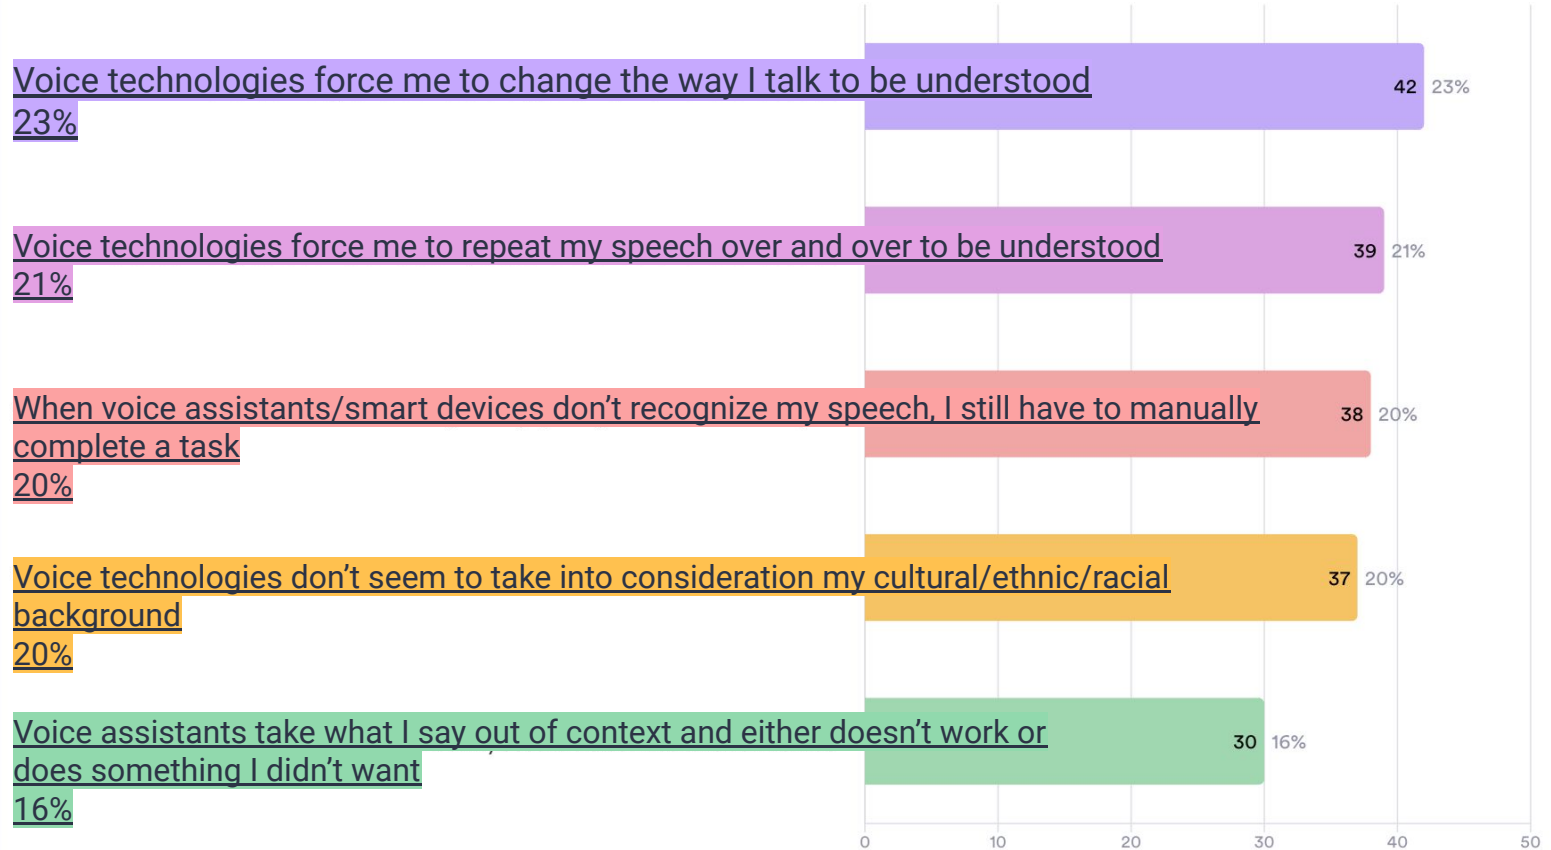 Voice technologies force me to change the way I talk to be understood
23%
42 23%
Voice technologies force me to repeat my speech over and over to be understood
21%
39 21%
When voice assistants/smart devices don’t recognize my speech, I still have to manually
complete a task
20%
38 20%
Voice technologies don’t seem to take into consideration my cultural/ethnic/racial
background
20%
37 20%
Voice assistants take what I say out of context and either doesn’t work or
does something I didn’t want
16%
30 16%
0 10 20 30 40 50